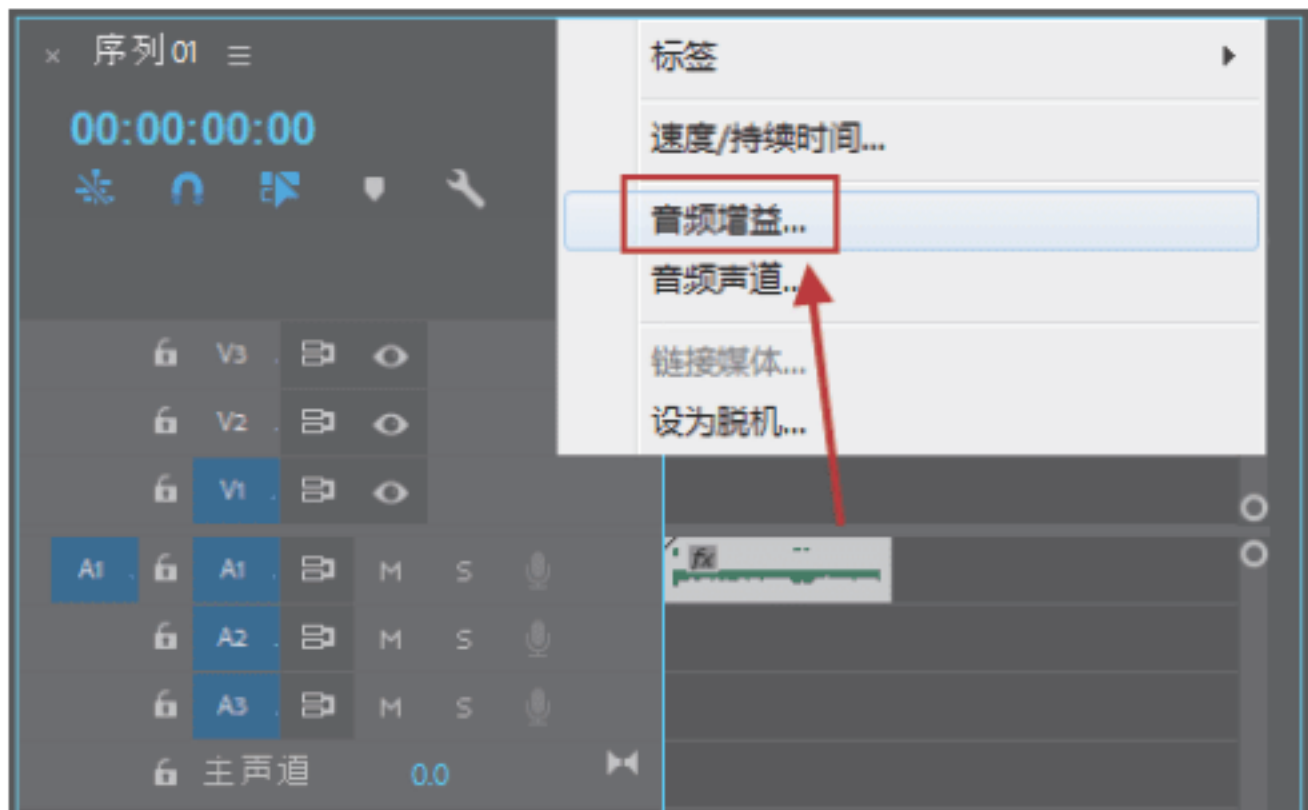 × 序列 01
00:00:00:00
标签
速度/持续时间...
音频增益...
音频声道...
链接媒体...
设为脱机...
V3
V2
V1
fx
A1 A1 M S
A2 M S
A3 M S
主声道 0.0